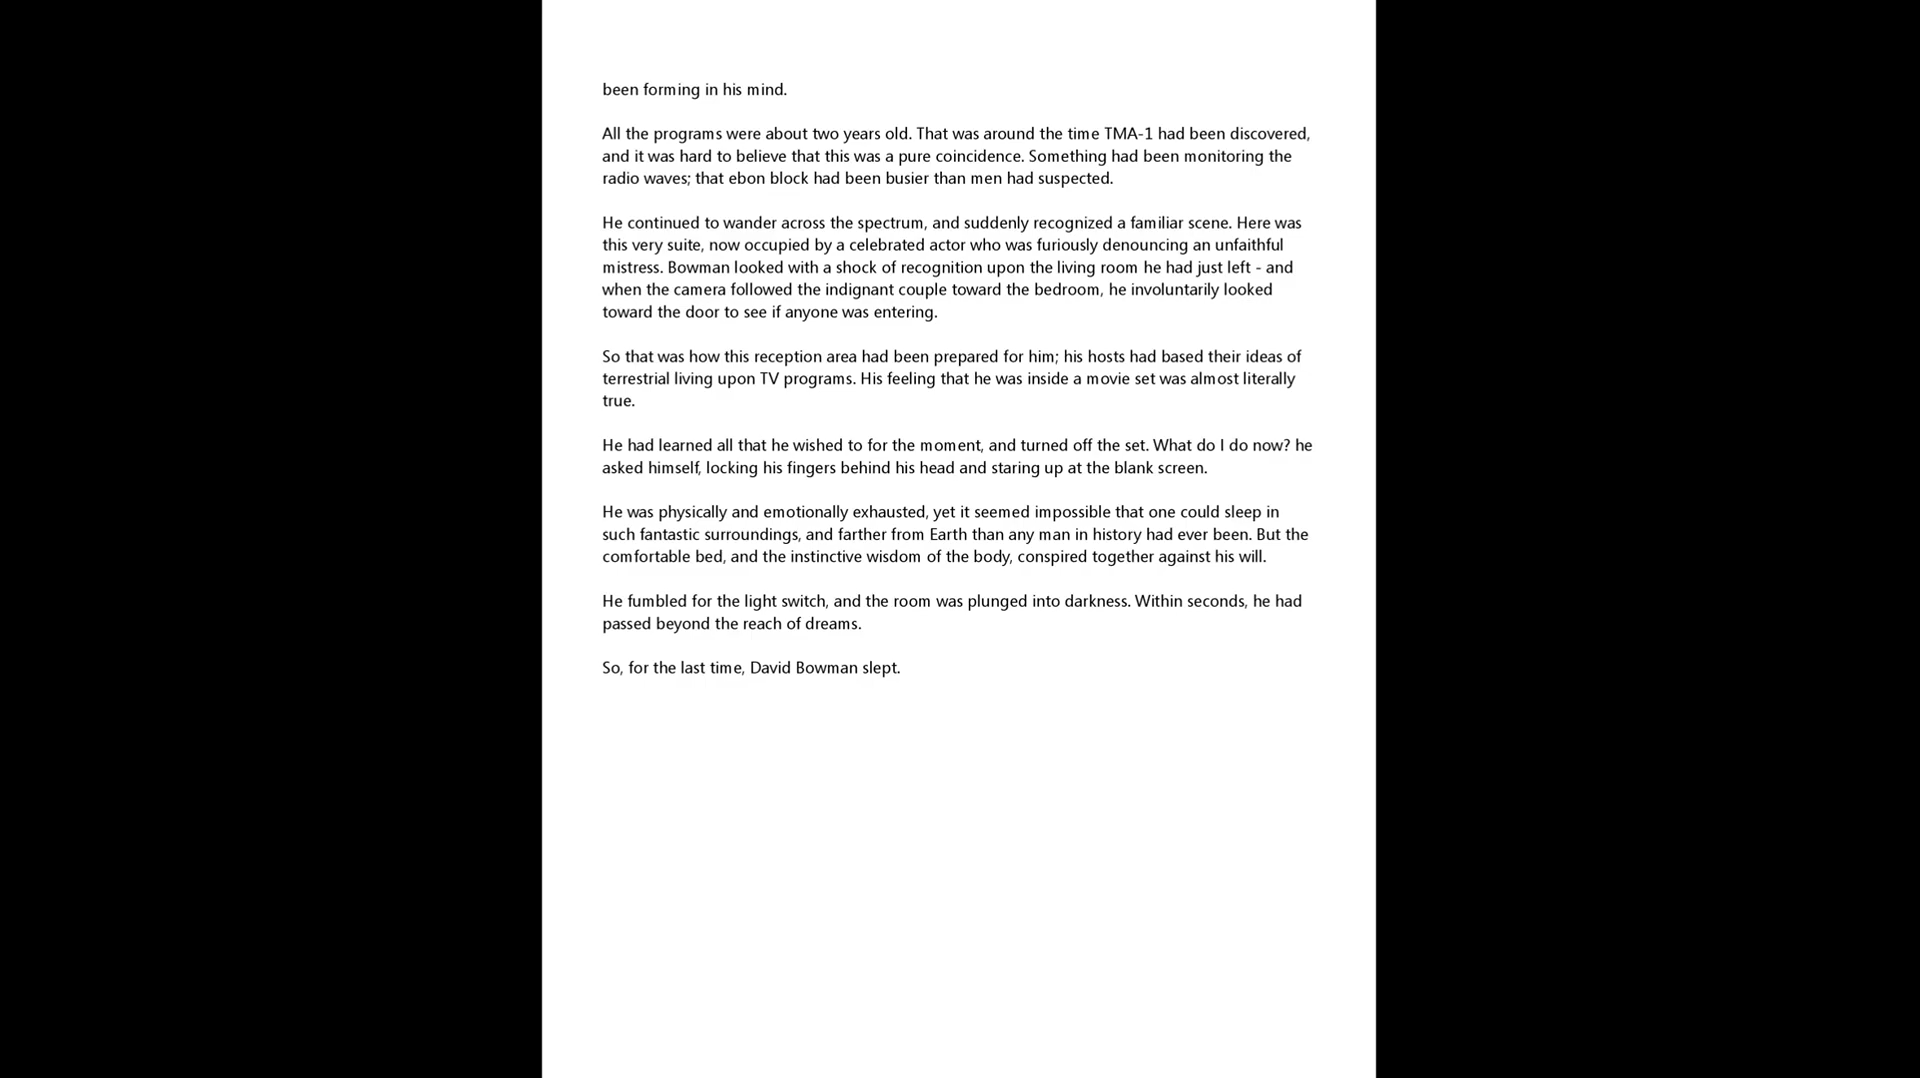 been forming in his mind.
All the programs were about two years old. That was around the time TMA-1 had been discovered,
and it was hard to believe that this was a pure coincidence. Something had been monitoring the
radio waves; that ebon block had been busier than men had suspected.
He continued to wander across the spectrum, and suddenly recognized a familiar scene. Here was
this very suite, now occupied by a celebrated actor who was furiously denouncing an unfaithful
mistress. Bowman looked with a shock of recognition upon the living room he had just left - and
when the camera followed the indignant couple toward the bedroom, he involuntarily looked
toward the door to see if anyone was entering.
So that was how this reception area had been prepared for him; his hosts had based their ideas of
terrestrial living upon TV programs. His feeling that he was inside a movie set was almost literally
true.
He had learned all that he wished to for the moment, and turned off the set. What do I do now? he
asked himself, locking his fingers behind his head and staring up at the blank screen.
He was physically and emotionally exhausted, yet it seemed impossible that one could sleep in
such fantastic surroundings, and farther from Earth than any man in history had ever been. But the
comfortable bed, and the instinctive wisdom of the body, conspired together against his will.
He fumbled for the light switch, and the room was plunged into darkness. Within seconds, he had
passed beyond the reach of dreams.
So, for the last time, David Bowman slept.